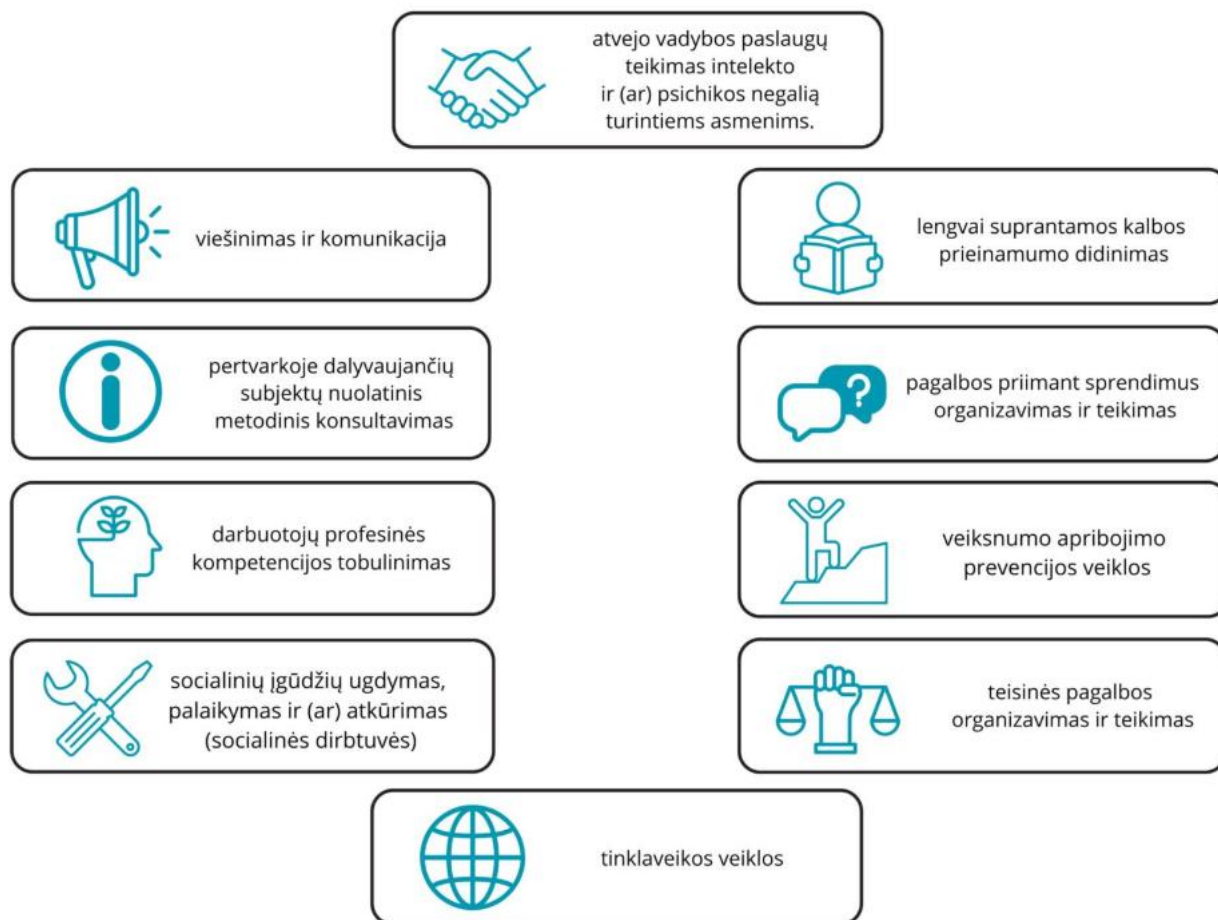 atvejo vadybos paslaugų
teikimas intelekto
ir (ar) psichikos negalią
turintiems asmenims.
viešinimas ir komunikacija
lengvai suprantamos kalbos
prieinamumo didinimas
pertvarkoje dalyvaujančių
subjektų nuolatinis
metodinis konsultavimas
pagalbos priimant sprendimus
organizavimas ir teikimas
darbuotojų profesinės
kompetencijos tobulinimas
veiksnumo apribojimo
prevencijos veiklos
socialinių įgūdžių ugdymas,
palaikymas ir (ar) atkūrimas
(socialinės dirbtuvės)
teisinės pagalbos
organizavimas ir teikimas
tinklaveikos veiklos